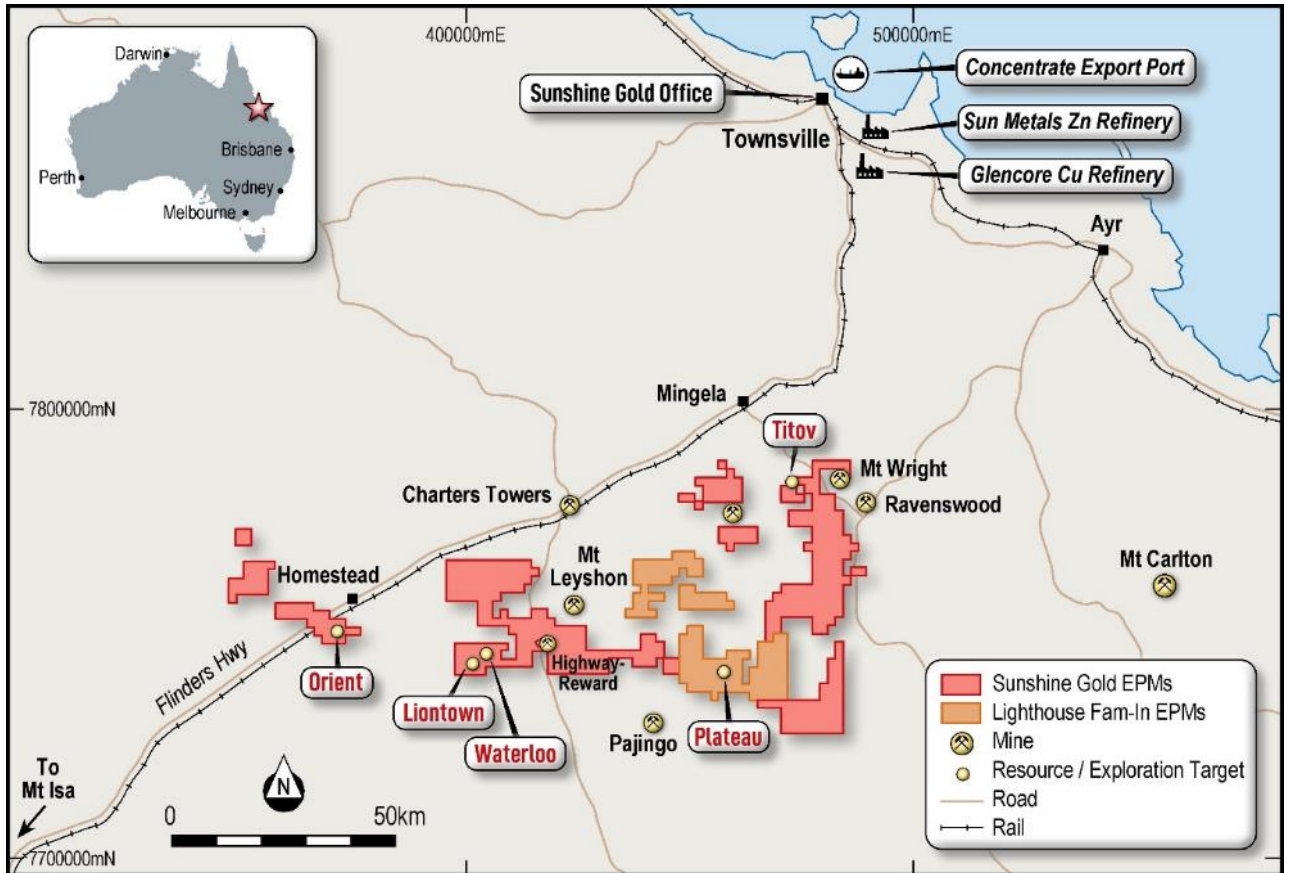 400000mE
500000mE
Darwin
Brisbane
Perth
Sydney
Melbourne
Concentrate Export Port
Sunshine Gold Office
Sun Metals Zn Refinery
Townsville
Glencore Cu Refinery
Ayr
Mingela
7800000mN
Titov
Mt Wright
Charters Towers
Ravenswood
Mt
Leyshon
Mt Carlton
Homestead
Highway-
Reward
Orient
Flinders Hwy
Liontown
Waterloo
Pajingo
Plateau
To
Mt Isa
N
0
50km
7700000mN
Sunshine Gold EPMs
Lighthouse Fam-In EPMs
Mine
Resource / Exploration Target
Road
Rail